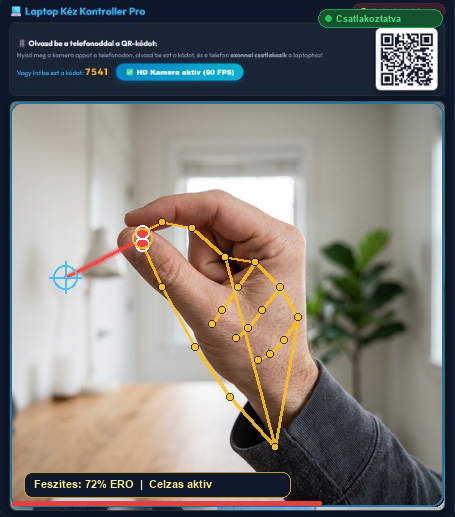 Laptop Kéz Kontroller Pro
Csatlakoztatva
Olvasd be a telefonoddal a QR-kódot:
Nyisd meg a kamera appot a telefonodon, olvasd be ezt a kódot, és a telefon azonnal csatlakozik a laptophoz!
Vagy írd be ezt a kódot: 7541
HD Kamera aktív (60 FPS)
Feszites: 72% ERO | Celzas aktiv